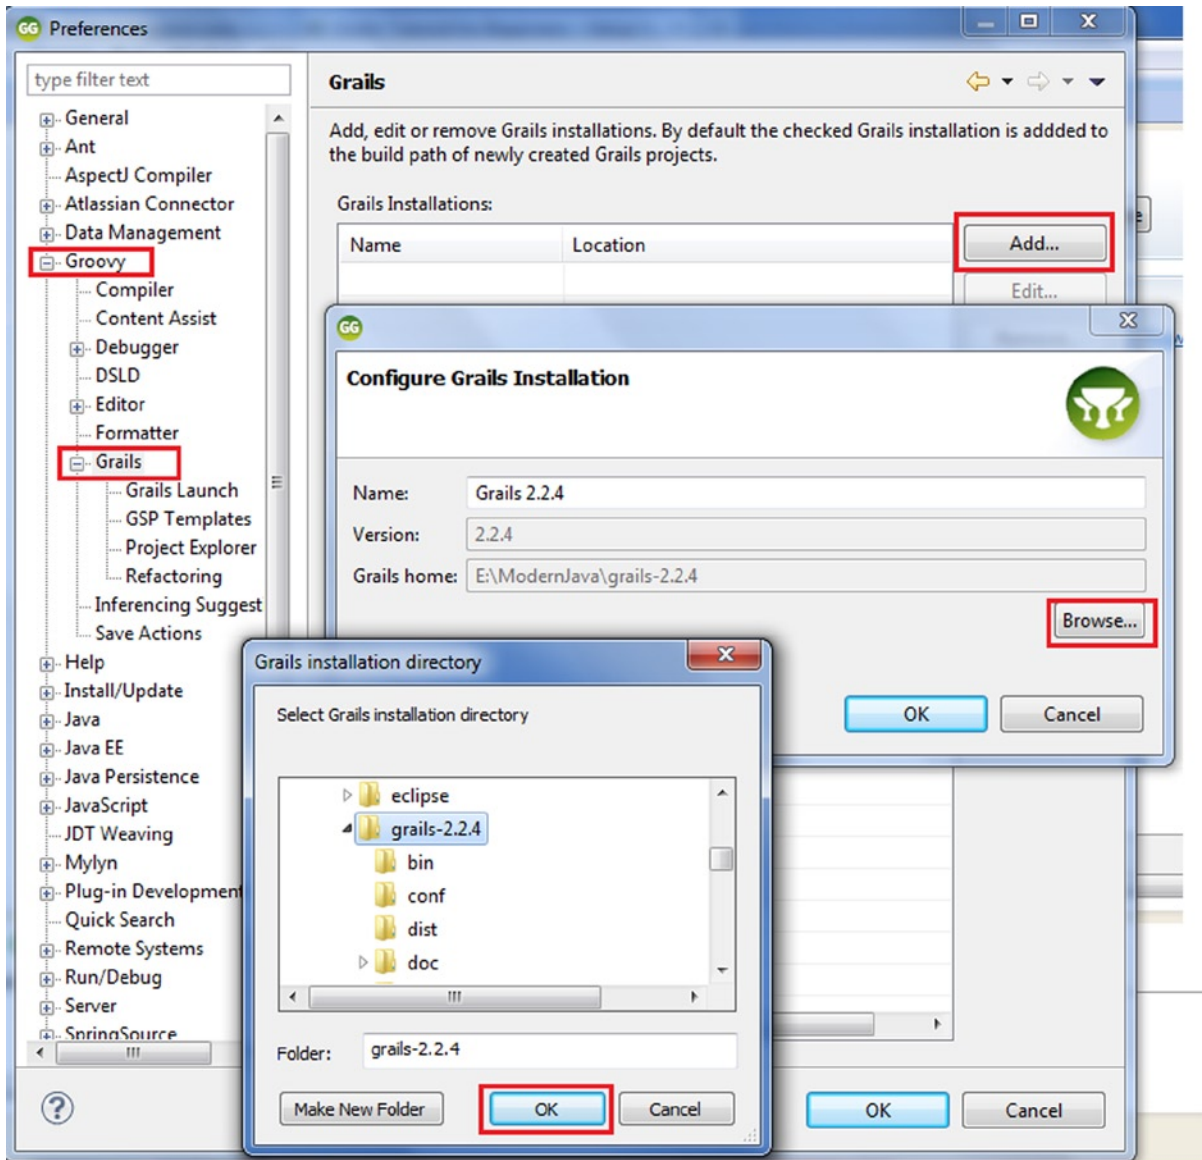 GG Preferences
type filter text
General
Ant
AspectJ Compiler
Atlassian Connector
Data Management
Groovy
Compiler
Content Assist
Debugger
DSLD
Editor
Formatter
Grails
Grails Launch
GSP Templates
Project Explorer
Refactoring
Inferencing Suggest
Save Actions
Help
Install/Update
Java
Java EE
Java Persistence
JavaScript
JDT Weaving
Mylyn
Plug-in Development
Quick Search
Remote Systems
Run/Debug
Server
SpringSource
Grails
Add, edit or remove Grails installations. By default the checked Grails installation is addded to
the build path of newly created Grails projects.
Grails Installations:
Name Location
Add...
Edit...
GG
Configure Grails Installation
Name: Grails 2.2.4
Version: 2.2.4
Grails home: E:\ModernJava\grails-2.2.4
Browse...
OK Cancel
Grails installation directory
Select Grails installation directory
eclipse
grails-2.2.4
bin
conf
dist
doc
Folder: grails-2.2.4
Make New Folder OK Cancel
OK Cancel